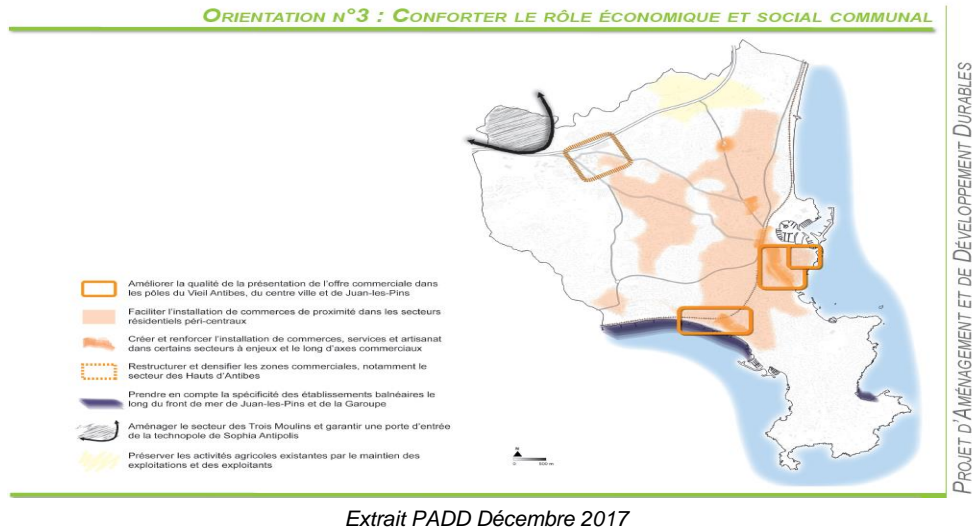 ORIENTATION N°3 : CONFORTER LE RÔLE ÉCONOMIQUE ET SOCIAL COMMUNAL
PROJET D'AMÉNAGEMENT ET DE DÉVELOPPEMENT DURABLES
Améliorer la qualité de la présentation de l'offre commerciale dans
les pôles du Vieil Antibes, du centre ville et de Juan-les-Pins
Faciliter l'installation de commerces de proximité dans les secteurs
résidentiels péri-centraux
Créer et renforcer l'installation de commerces, services et artisanat
dans certains secteurs à enjeux et le long d'axes commerciaux
Restructurer et densifier les zones commerciales, notamment le
secteur des Hauts d'Antibes
Prendre en compte la spécificité des établissements balnéaires le
long du front de mer de Juan-les-Pins et de la Garoupe
Aménager le secteur des Trois Moulins et garantir une porte d'entrée
de la technopole de Sophia Antipolis
Préserver les activités agricoles existantes par le maintien des
exploitations et des exploitants
N
0 500 m
Extrait PADD Décembre 2017